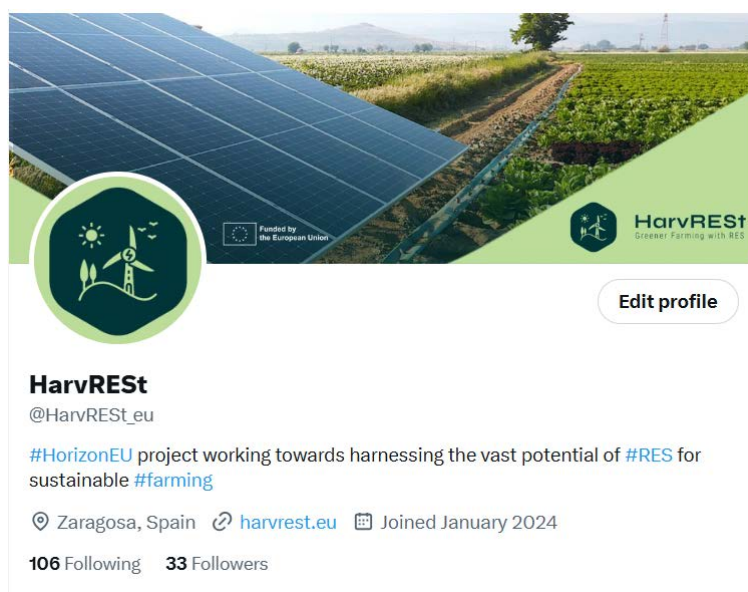 Funded by
the European Union
HarvRESt
Greener Farming with RES
Edit profile
HarvRESt
@HarvRESt_eu
#HorizonEU project working towards harnessing the vast potential of #RES for
sustainable #farming
Zaragosa, Spain harvrest.eu Joined January 2024
106 Following 33 Followers